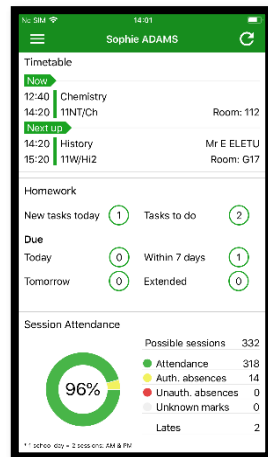 No SIM 14:01
Sophie ADAMS
Timetable
Now
12:40 Chemistry
14:20 11NT/Ch Room: 112
Next up
14:20 History Mr E ELETU
15:20 11W/Hi2 Room: G17
Homework
New tasks today 1 Tasks to do 2
Due
Today 0 Within 7 days 1
Tomorrow 0 Extended 0
Session Attendance
Possible sessions 332
Attendance 318
Auth. absences 14
96%
Unauth. absences 0
Unknown marks 0
Lates 2
* 1 school day = 2 sessions: AM & PM